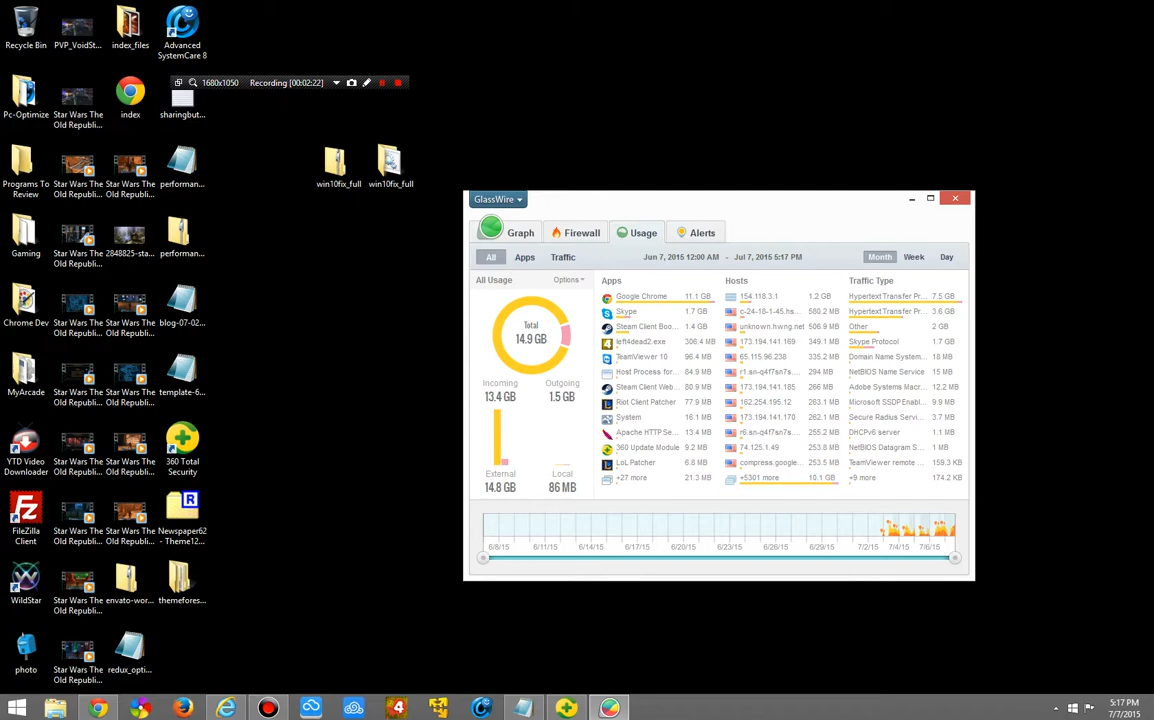 Recycle Bin
PVP_VoidSt...
index_files
Advanced SystemCare 8
1680x1050
Recording [00:02:22]
Pc-Optimize
Star Wars The Old Republi...
index
sharingbut...
Programs To Review
Star Wars The Old Republi...
Star Wars The Old Republi...
performan...
win10fix_full
win10fix_full
Gaming
Star Wars The Old Republi...
2848825-sta...
performan...
Chrome Dev
Star Wars The Old Republi...
Star Wars The Old Republi...
blog-07-02...
MyArcade
Star Wars The Old Republi...
Star Wars The Old Republi...
template-6...
YTD Video Downloader
Star Wars The Old Republi...
Star Wars The Old Republi...
360 Total Security
FileZilla Client
Star Wars The Old Republi...
Star Wars The Old Republi...
Newspaper62 - Theme12...
WildStar
Star Wars The Old Republi...
envato-wor...
themefores...
photo
Star Wars The Old Republi...
redux_opti...
GlassWire
Graph
Firewall
Usage
Alerts
All
Apps
Traffic
Jun 7, 2015 12:00 AM - Jul 7, 2015 5:17 PM
Month
Week
Day
All Usage
Options
Total
14.9 GB
Incoming
13.4 GB
Outgoing
1.5 GB
External
14.8 GB
Local
86 MB
Apps
Google Chrome 11.1 GB
Skype 1.7 GB
Steam Client Boo... 1.4 GB
left4dead2.exe 306.4 MB
TeamViewer 10 96.4 MB
Host Process for... 84.9 MB
Steam Client Web... 80.9 MB
Riot Client Patcher 77.9 MB
System 16.1 MB
Apache HTTP Se... 13.4 MB
360 Update Module 9.2 MB
LoL Patcher 6.8 MB
+27 more 21.3 MB
Hosts
154.118.3.1 1.2 GB
c-24-18-1-45.hs... 580.2 MB
unknown.hwng.net 506.9 MB
173.194.141.169 349.1 MB
65.115.96.238 335.2 MB
r1.sn-q4f7sn7z... 272.3 MB
173.194.141.185 266 MB
162.254.195.12 263.1 MB
173.194.141.170 262.1 MB
r6.sn-q4f7sn7s... 255.2 MB
74.125.1.49 253.8 MB
compress.google... 253.5 MB
+5301 more 10.1 GB
Traffic Type
Hypertext Transfer Pr... 7.5 GB
Hypertext Transfer Pr... 3.6 GB
Other 2 GB
Skype Protocol 1.7 GB
Domain Name System... 18 MB
NetBIOS Name Service 15 MB
Adobe Systems Macr... 12.2 MB
Microsoft SSDP Enabl... 9.9 MB
Secure Radius Servi... 3.7 MB
DHCPv6 server 1.1 MB
NetBIOS Datagram S... 1 MB
TeamViewer remote ... 159.3 KB
+9 more 174.2 KB
6/8/15
6/11/15
6/14/15
6/17/15
6/20/15
6/23/15
6/26/15
6/29/15
7/2/15
7/4/15
7/6/15
5:17 PM
7/7/2015